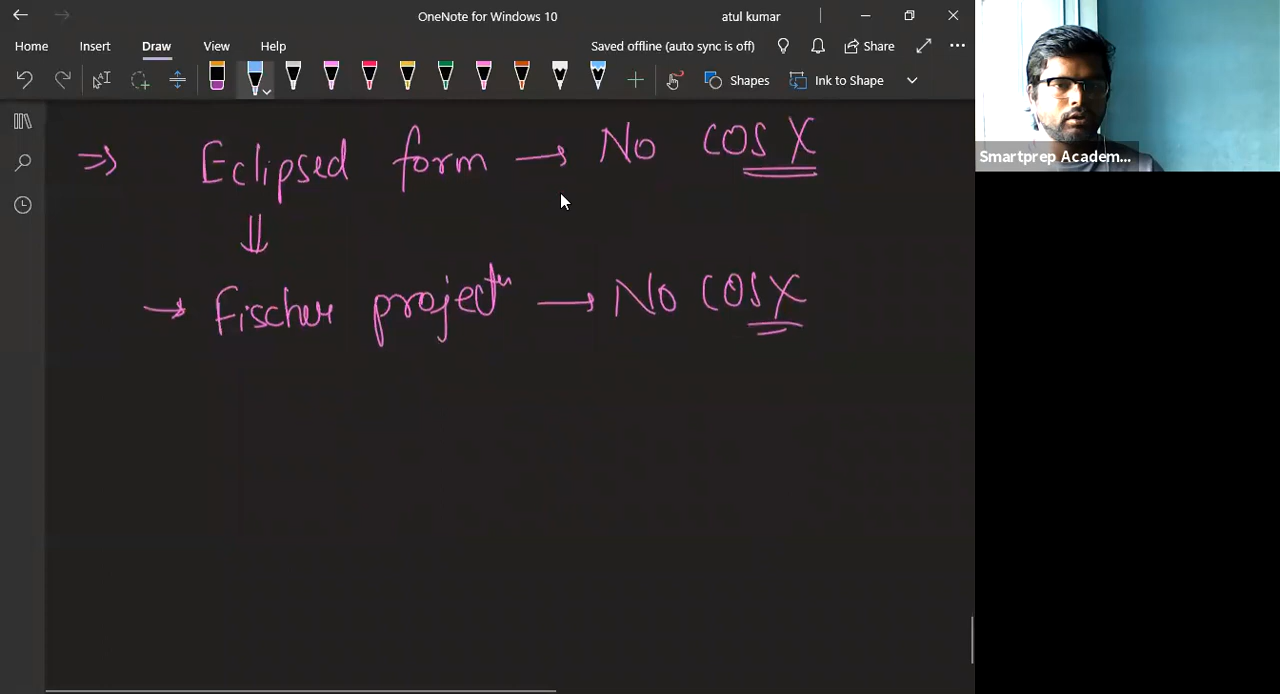 OneNote for Windows 10
atul kumar
Home Insert Draw View Help
Saved offline (auto sync is off)
Share
Shapes
Ink to Shape
Smartprep Academ...
⇒ Eclipsed form → No COS X
⇓
→ Fischer projectn → No COS X